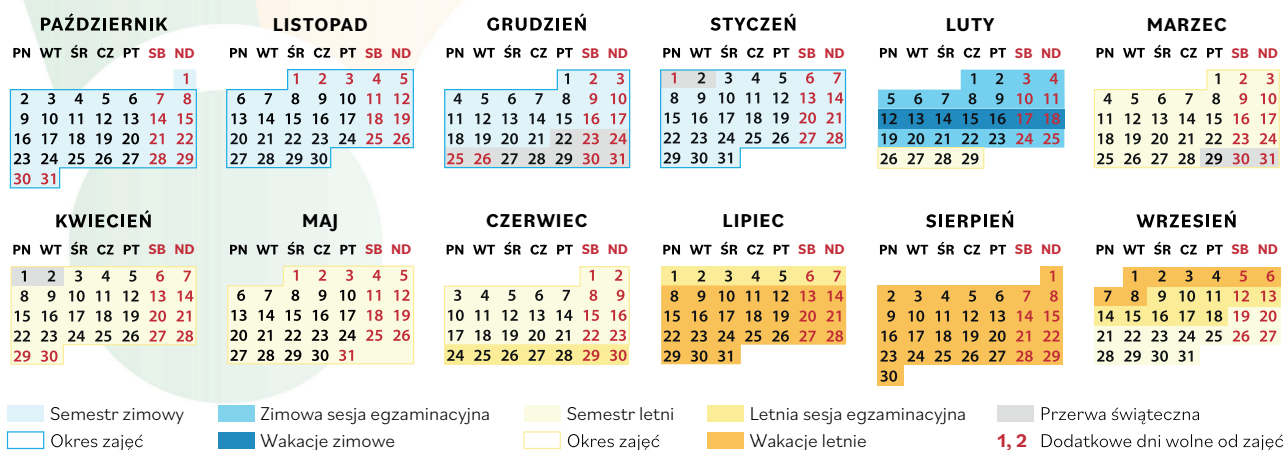 PAŹDZIERNIK LISTOPAD GRUDZIEŃ STYCZEŃ LUTY MARZEC
PN WT ŚR CZ PT SB ND PN WT ŚR CZ PT SB ND PN WT ŚR CZ PT SB ND PN WT ŚR CZ PT SB ND PN WT ŚR CZ PT SB ND PN WT ŚR CZ PT SB ND
1 1 2 3 4 5 1 2 3 1 2 3 4 5 6 7 1 2 3 4 1 2 3
2 3 4 5 6 7 8 6 7 8 9 10 11 12 4 5 6 7 8 9 10 8 9 10 11 12 13 14 5 6 7 8 9 10 11 4 5 6 7 8 9 10
9 10 11 12 13 14 15 13 14 15 16 17 18 19 11 12 13 14 15 16 17 15 16 17 18 19 20 21 12 13 14 15 16 17 18 11 12 13 14 15 16 17
16 17 18 19 20 21 22 20 21 22 23 24 25 26 18 19 20 21 22 23 24 22 23 24 25 26 27 28 19 20 21 22 23 24 25 18 19 20 21 22 23 24
23 24 25 26 27 28 29 27 28 29 30 25 26 27 28 29 30 31 29 30 31 26 27 28 29 25 26 27 28 29 30 31
30 31
KWIECIEŃ MAJ CZERWIEC LIPIEC SIERPIEŃ WRZESIEŃ
PN WT ŚR CZ PT SB ND PN WT ŚR CZ PT SB ND PN WT ŚR CZ PT SB ND PN WT ŚR CZ PT SB ND PN WT ŚR CZ PT SB ND PN WT ŚR CZ PT SB ND
1 2 3 4 5 6 7 1 2 3 4 5 1 2 1 2 3 4 5 6 7 1 1 2 3 4 5 6
8 9 10 11 12 13 14 6 7 8 9 10 11 12 3 4 5 6 7 8 9 8 9 10 11 12 13 14 2 3 4 5 6 7 8 7 8 9 10 11 12 13
15 16 17 18 19 20 21 13 14 15 16 17 18 19 10 11 12 13 14 15 16 15 16 17 18 19 20 21 9 10 11 12 13 14 15 14 15 16 17 18 19 20
22 23 24 25 26 27 28 20 21 22 23 24 25 26 17 18 19 20 21 22 23 22 23 24 25 26 27 28 16 17 18 19 20 21 22 21 22 23 24 25 26 27
29 30 27 28 29 30 31 24 25 26 27 28 29 30 29 30 31 23 24 25 26 27 28 29 28 29 30 31
30
Semestr zimowy Zimowa sesja egzaminacyjna Semestr letni Letnia sesja egzaminacyjna Przerwa świąteczna
Okres zajęć Wakacje zimowe Okres zajęć Wakacje letnie 1, 2 Dodatkowe dni wolne od zajęć